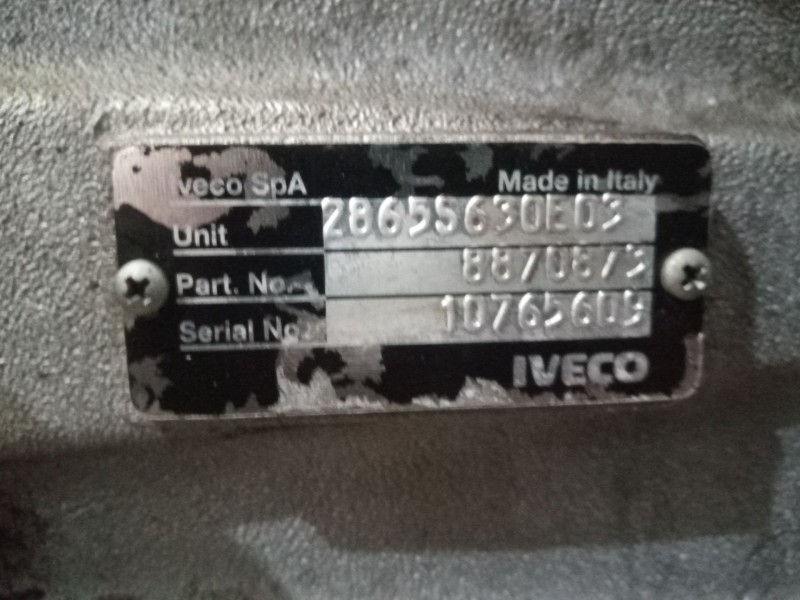 Iveco SpA Made in Italy
Unit 2865S630E03
Part. No. 8870873
Serial No. 10765609
IVECO